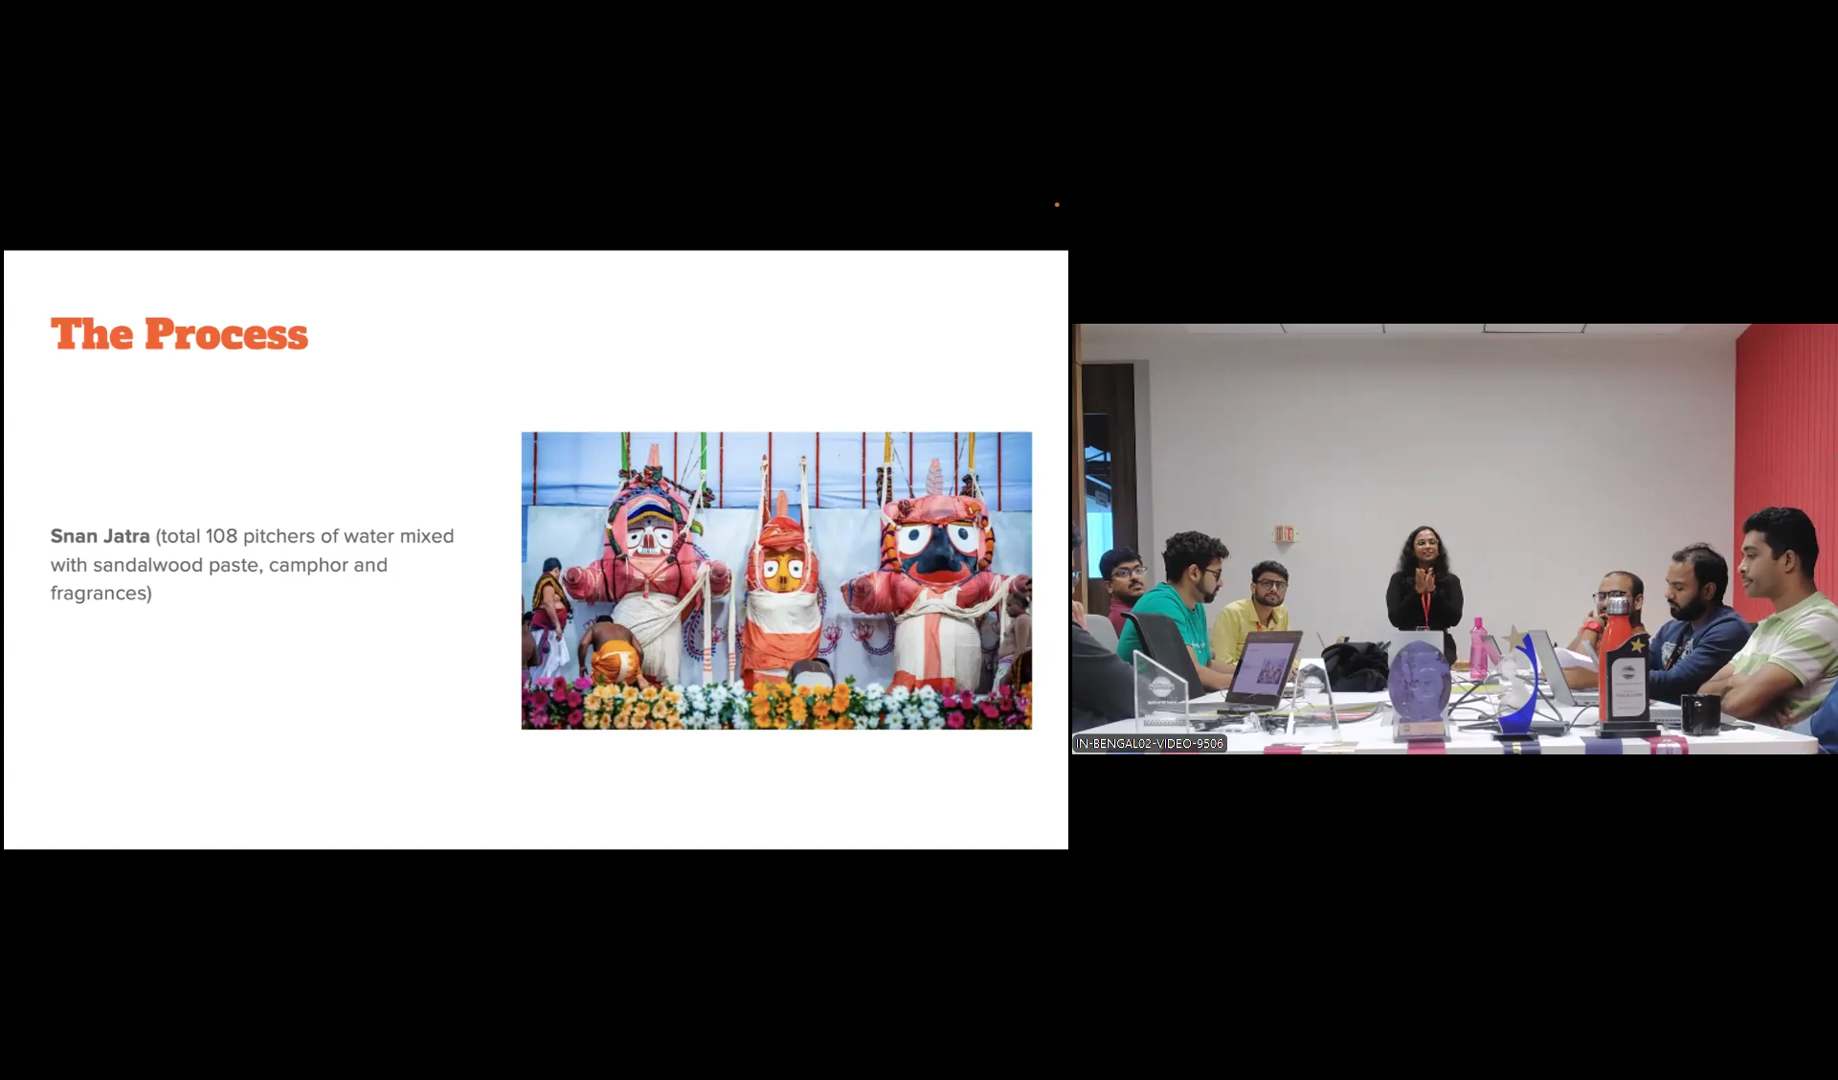 The Process
Snan Jatra (total 108 pitchers of water mixed
with sandalwood paste, camphor and
fragrances)
IN-BENGAL02-VIDEO-9506